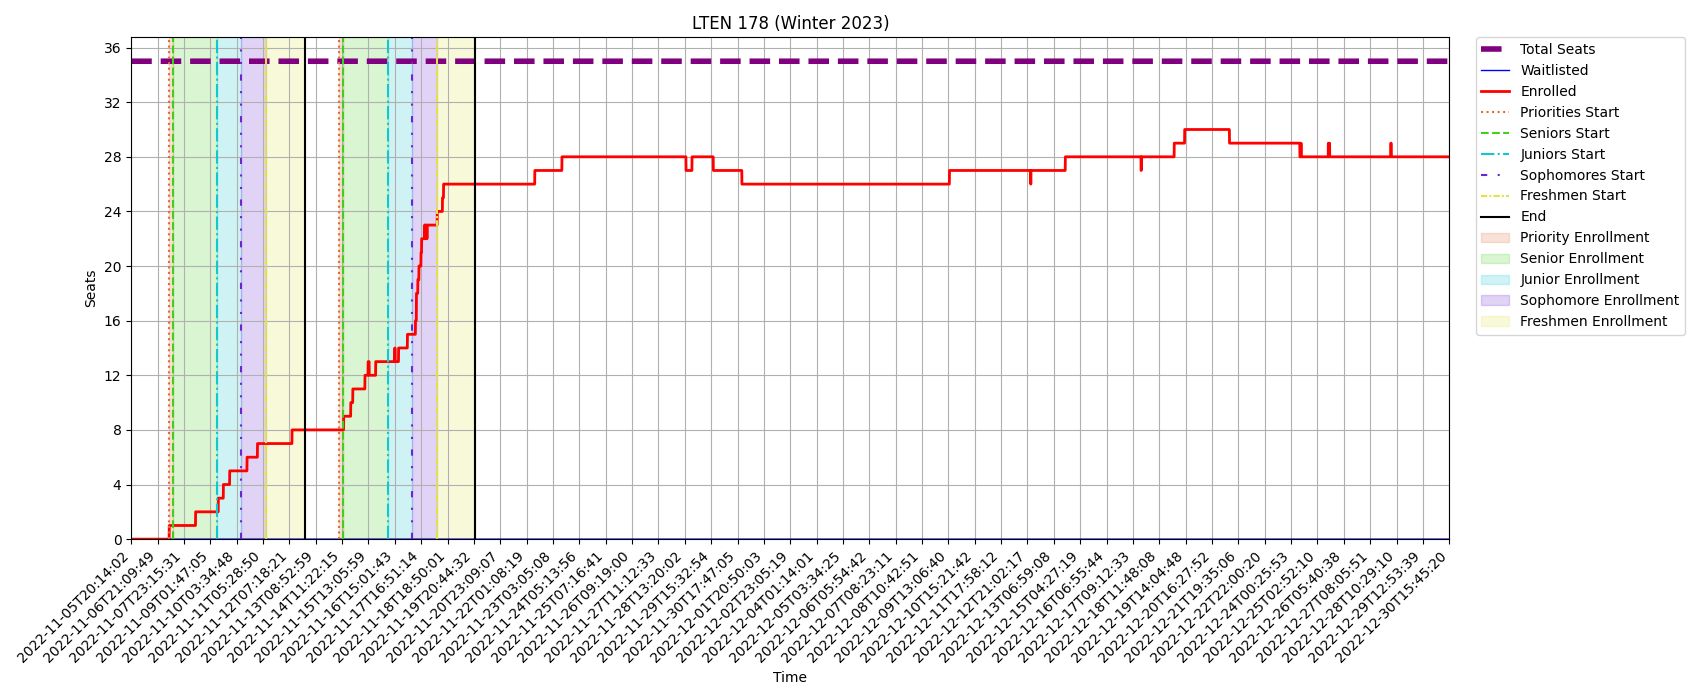 LTEN 178 (Winter 2023)
36
32
28
24
20
16
12
8
4
0
Seats
2022-11-05T20:14:02
2022-11-06T21:09:49
2022-11-07T23:15:31
2022-11-09T01:47:05
2022-11-10T03:34:48
2022-11-11T05:28:50
2022-11-12T07:18:21
2022-11-13T08:52:59
2022-11-14T11:22:15
2022-11-15T13:05:59
2022-11-16T15:01:43
2022-11-17T16:51:14
2022-11-18T18:50:01
2022-11-19T20:44:32
2022-11-20T23:09:07
2022-11-22T01:08:19
2022-11-23T03:05:08
2022-11-24T05:13:56
2022-11-25T07:16:41
2022-11-26T09:19:00
2022-11-27T11:12:33
2022-11-28T13:20:02
2022-11-29T15:32:54
2022-11-30T17:47:05
2022-12-01T20:50:03
2022-12-02T23:05:19
2022-12-04T01:14:01
2022-12-05T03:34:25
2022-12-06T05:54:42
2022-12-07T08:23:11
2022-12-08T10:42:51
2022-12-09T13:06:40
2022-12-10T15:21:42
2022-12-11T17:58:12
2022-12-12T21:02:17
2022-12-13T06:59:08
2022-12-15T04:27:19
2022-12-16T06:55:44
2022-12-17T09:12:33
2022-12-18T11:48:08
2022-12-19T14:04:48
2022-12-20T16:27:52
2022-12-21T19:35:06
2022-12-22T22:00:20
2022-12-24T00:25:53
2022-12-25T02:52:10
2022-12-26T05:40:38
2022-12-27T08:05:51
2022-12-28T10:29:10
2022-12-29T12:53:39
2022-12-30T15:45:20
Time
Total Seats
Waitlisted
Enrolled
Priorities Start
Seniors Start
Juniors Start
Sophomores Start
Freshmen Start
End
Priority Enrollment
Senior Enrollment
Junior Enrollment
Sophomore Enrollment
Freshmen Enrollment